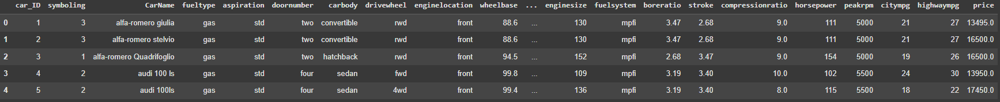 car_ID symboling CarName fueltype aspiration doornumber carbody drivewheel enginelocation wheelbase ... enginesize fuelsystem boreratio stroke compressionratio horsepower peakrpm citympg highwaympg price
0 1 3 alfa-romero giulia gas std two convertible rwd front 88.6 ... 130 mpfi 3.47 2.68 9.0 111 5000 21 27 13495.0
1 2 3 alfa-romero stelvio gas std two convertible rwd front 88.6 ... 130 mpfi 3.47 2.68 9.0 111 5000 21 27 16500.0
2 3 1 alfa-romero Quadrifoglio gas std two hatchback rwd front 94.5 ... 152 mpfi 2.68 3.47 9.0 154 5000 19 26 16500.0
3 4 2 audi 100 ls gas std four sedan fwd front 99.8 ... 109 mpfi 3.19 3.40 10.0 102 5500 24 30 13950.0
4 5 2 audi 100ls gas std four sedan 4wd front 99.4 ... 136 mpfi 3.19 3.40 8.0 115 5500 18 22 17450.0